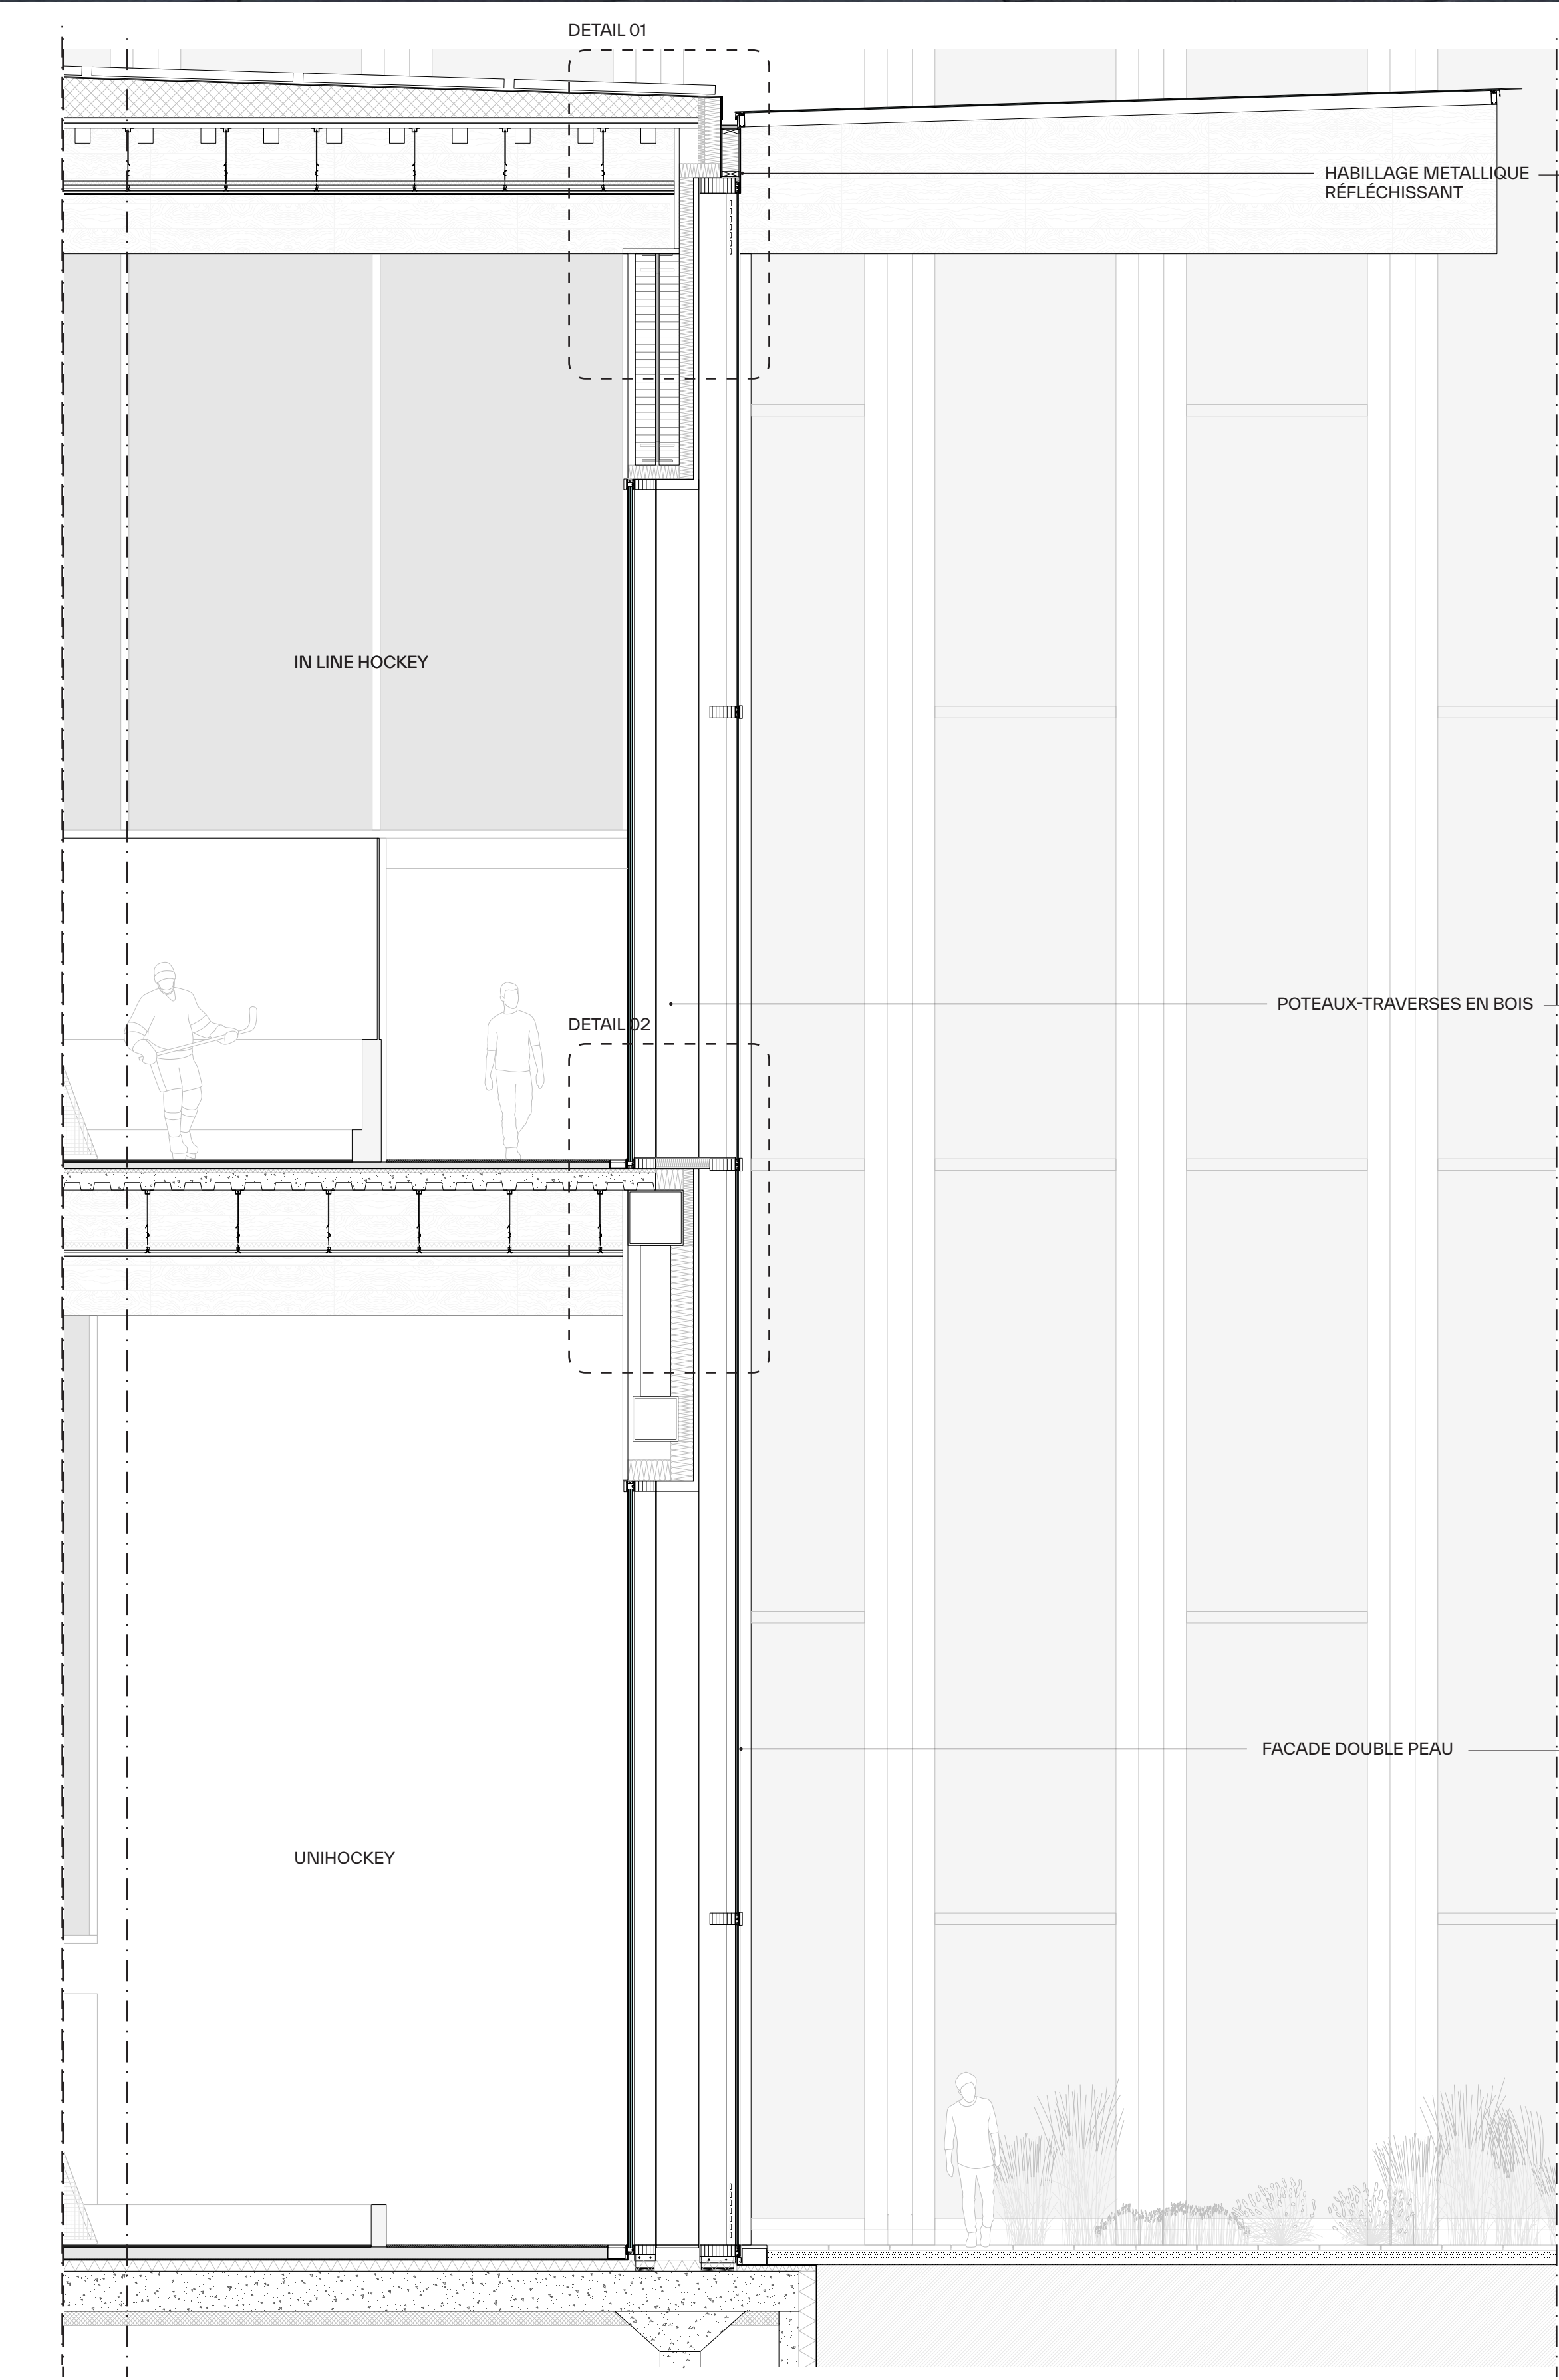 DETAIL 01
HABILLAGE METALLIQUE
RÉFLÉCHISSANT
IN LINE HOCKEY
POTEAUX-TRAVERSES EN BOIS
DETAIL 02
FACADE DOUBLE PEAU
UNIHOCKEY